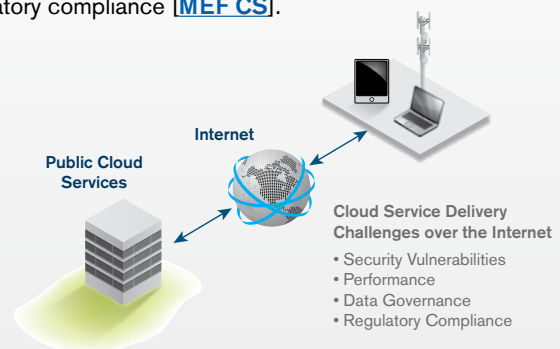 atory compliance [MEF CS].
Internet
Public Cloud
Services
Cloud Service Delivery
Challenges over the Internet
• Security Vulnerabilities
• Performance
• Data Governance
• Regulatory Compliance